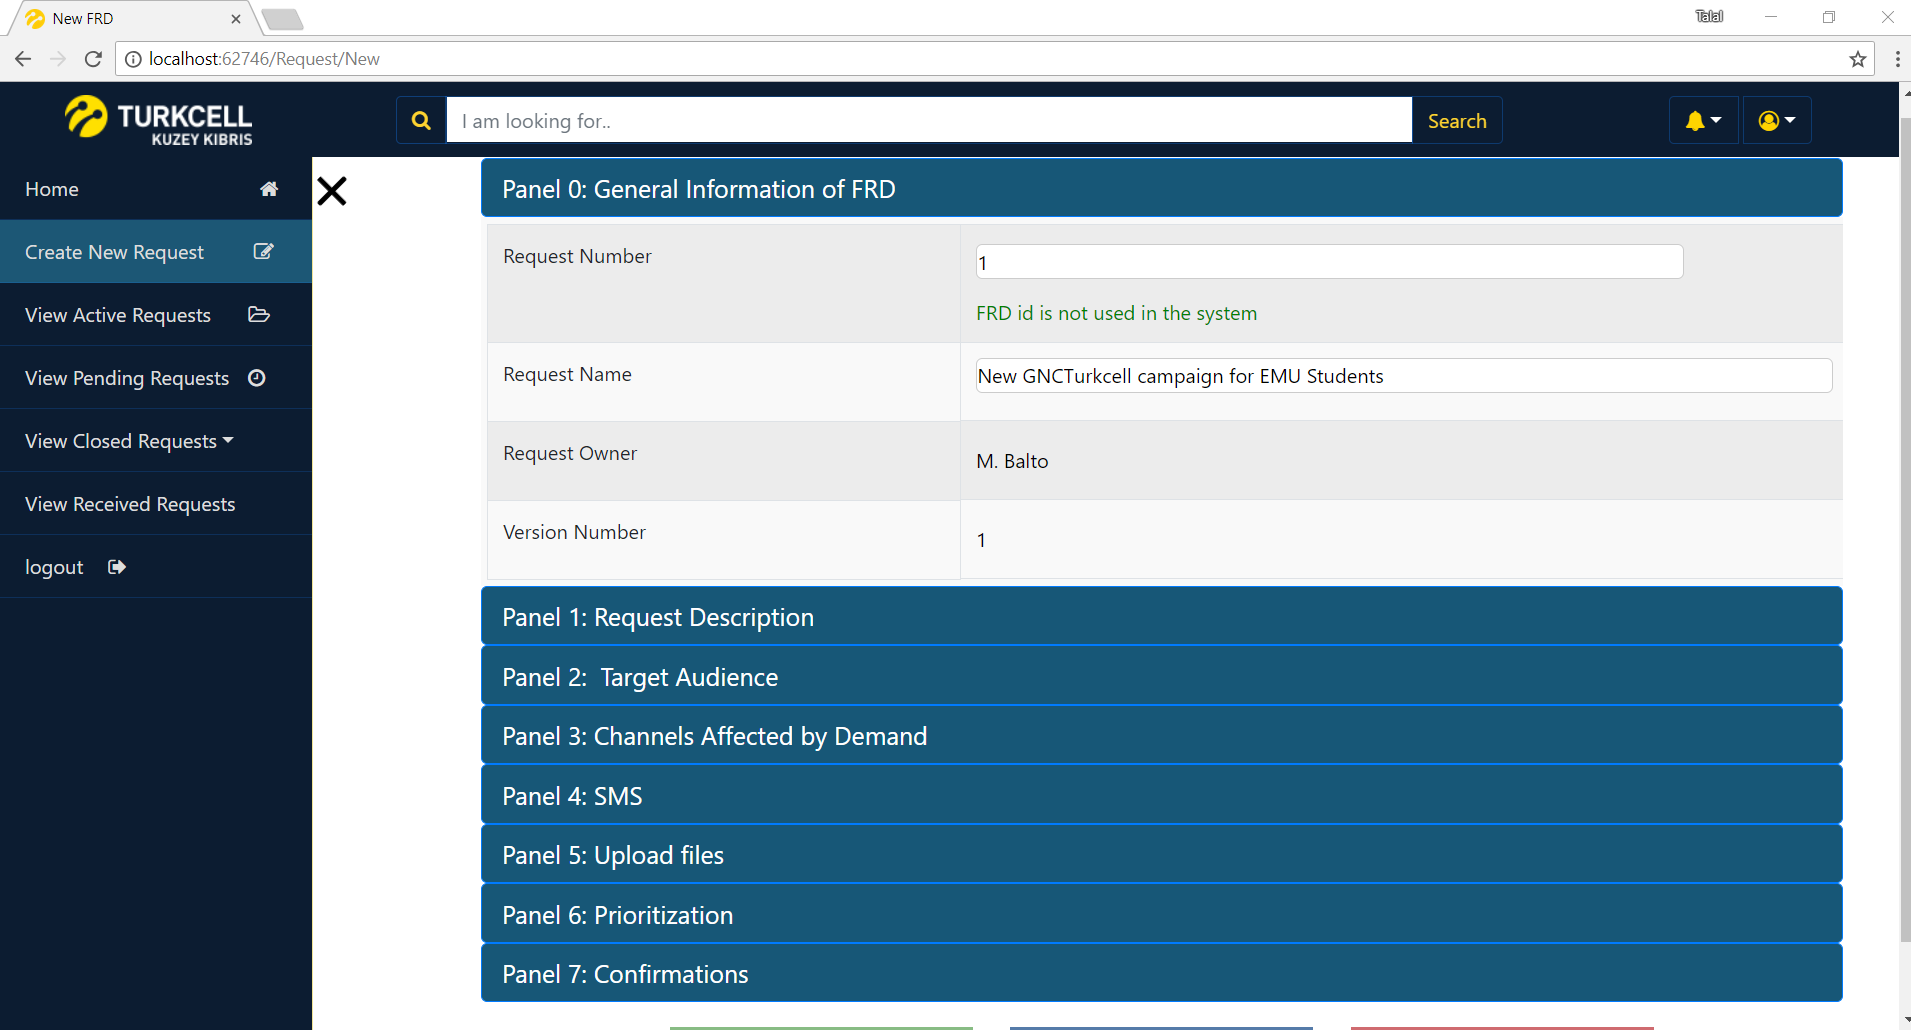 New FRD
Talal
localhost:62746/Request/New
TURKCELL
KUZEY KIBRIS
I am looking for..
Search
Home
Create New Request
View Active Requests
View Pending Requests
View Closed Requests
View Received Requests
logout
Panel 0: General Information of FRD
Request Number
1
FRD id is not used in the system
Request Name
New GNCTurkcell campaign for EMU Students
Request Owner
M. Balto
Version Number
1
Panel 1: Request Description
Panel 2:  Target Audience
Panel 3: Channels Affected by Demand
Panel 4: SMS
Panel 5: Upload files
Panel 6: Prioritization
Panel 7: Confirmations